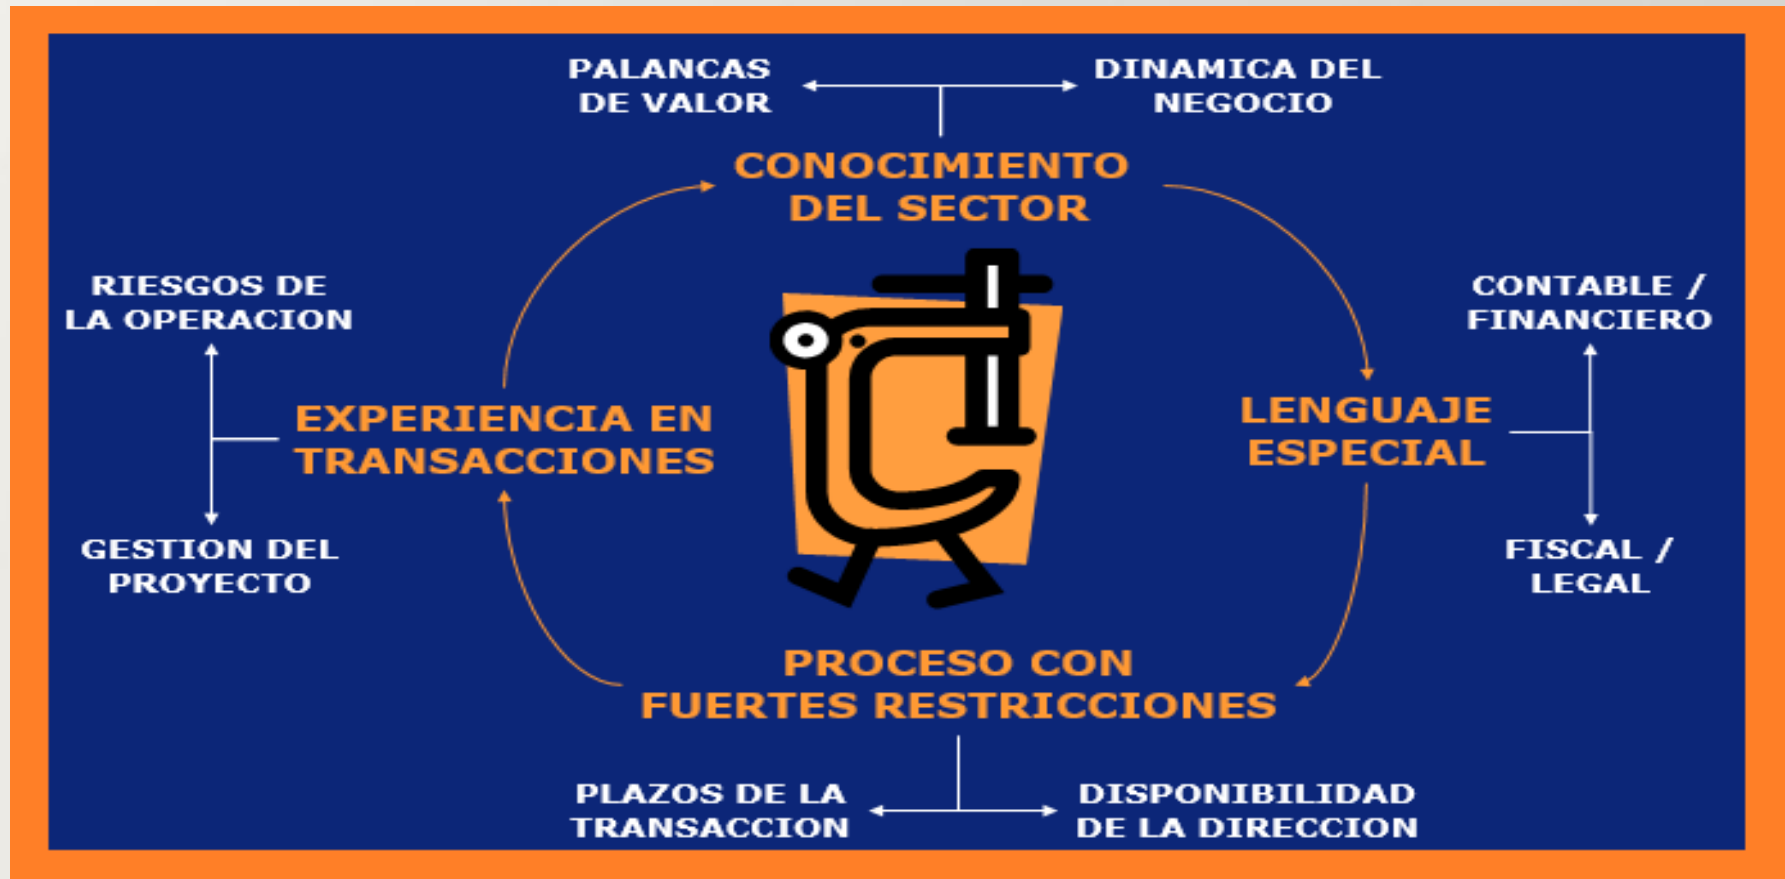 PALANCAS
DE VALOR
DINAMICA DEL
NEGOCIO
CONOCIMIENTO
DEL SECTOR
RIESGOS DE
LA OPERACION
CONTABLE /
FINANCIERO
EXPERIENCIA EN
TRANSACCIONES
LENGUAJE
ESPECIAL
GESTION DEL
PROYECTO
FISCAL /
LEGAL
PROCESO CON
FUERTES RESTRICCIONES
PLAZOS DE LA
TRANSACCION
DISPONIBILIDAD
DE LA DIRECCION